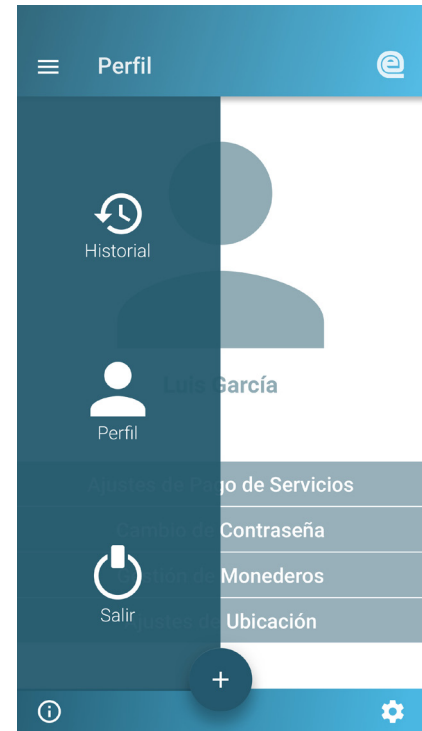 Perfil
Historial
Luis García
Perfil
Ajustes de Pago de Servicios
Cambio de Contraseña
Gestión de Monederos
Salir
Ajustes de Ubicación
+